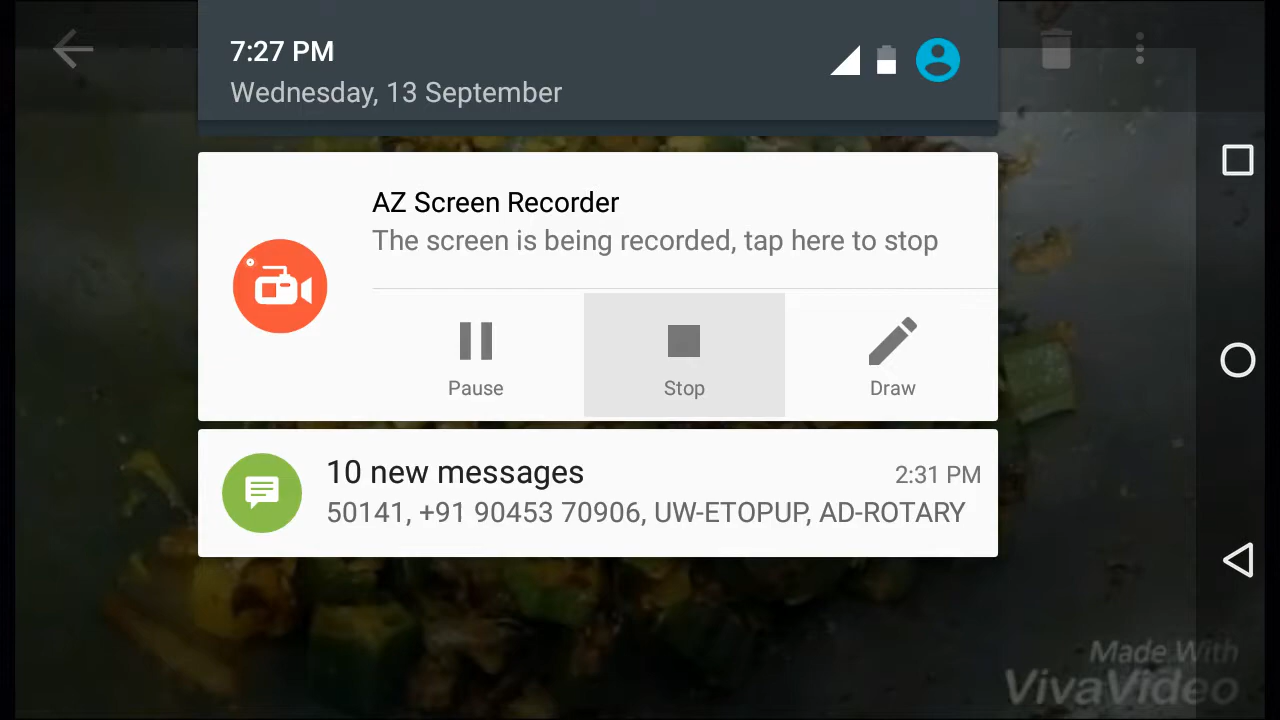 7:27 PM
Wednesday, 13 September
AZ Screen Recorder
The screen is being recorded, tap here to stop
Pause
Stop
Draw
10 new messages
2:31 PM
50141, +91 90453 70906, UW-ETOPUP, AD-ROTARY
Made With
VivaVideo